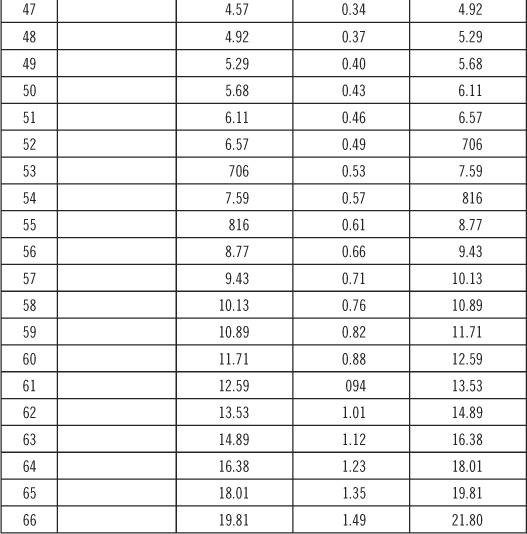 47 4.57 0.34 4.92
48 4.92 0.37 5.29
49 5.29 0.40 5.68
50 5.68 0.43 6.11
51 6.11 0.46 6.57
52 6.57 0.49 706
53 706 0.53 7.59
54 7.59 0.57 816
55 816 0.61 8.77
56 8.77 0.66 9.43
57 9.43 0.71 10.13
58 10.13 0.76 10.89
59 10.89 0.82 11.71
60 11.71 0.88 12.59
61 12.59 094 13.53
62 13.53 1.01 14.89
63 14.89 1.12 16.38
64 16.38 1.23 18.01
65 18.01 1.35 19.81
66 19.81 1.49 21.80